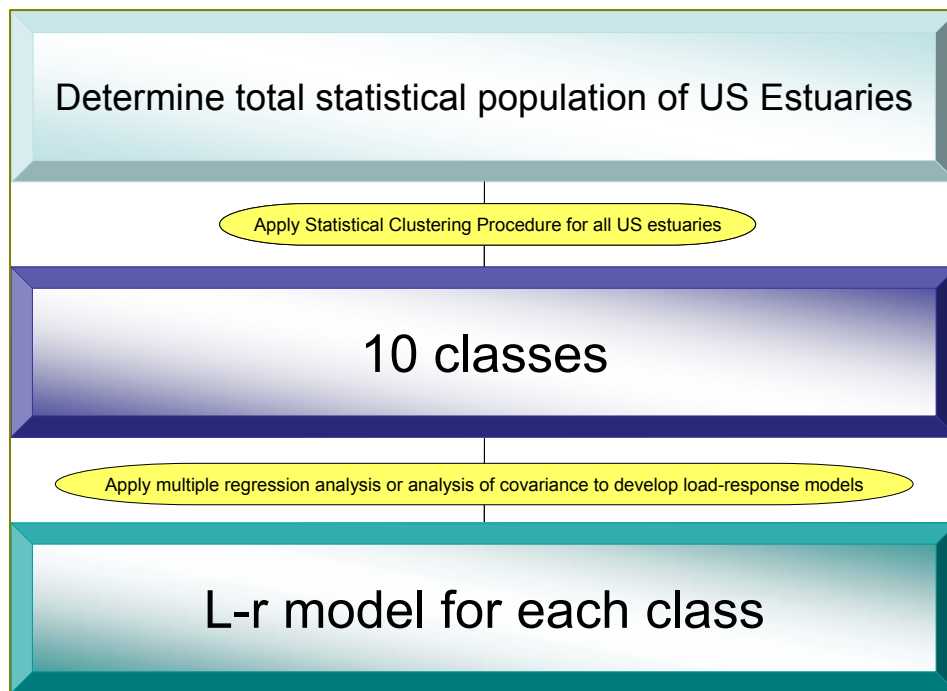 Determine total statistical population of US Estuaries
Apply Statistical Clustering Procedure for all US estuaries
10 classes
Apply multiple regression analysis or analysis of covariance to develop load-response models
L-r model for each class